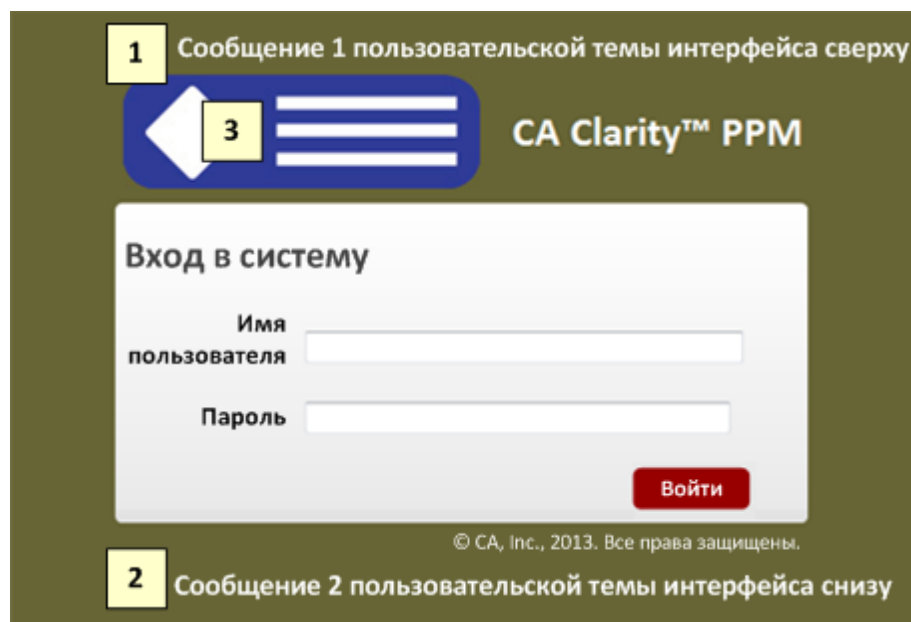 1 Сообщение 1 пользовательской темы интерфейса сверху
3 CA Clarity™ PPM
Вход в систему
Имя
пользователя
Пароль
Войти
© CA, Inc., 2013. Все права защищены.
2 Сообщение 2 пользовательской темы интерфейса снизу